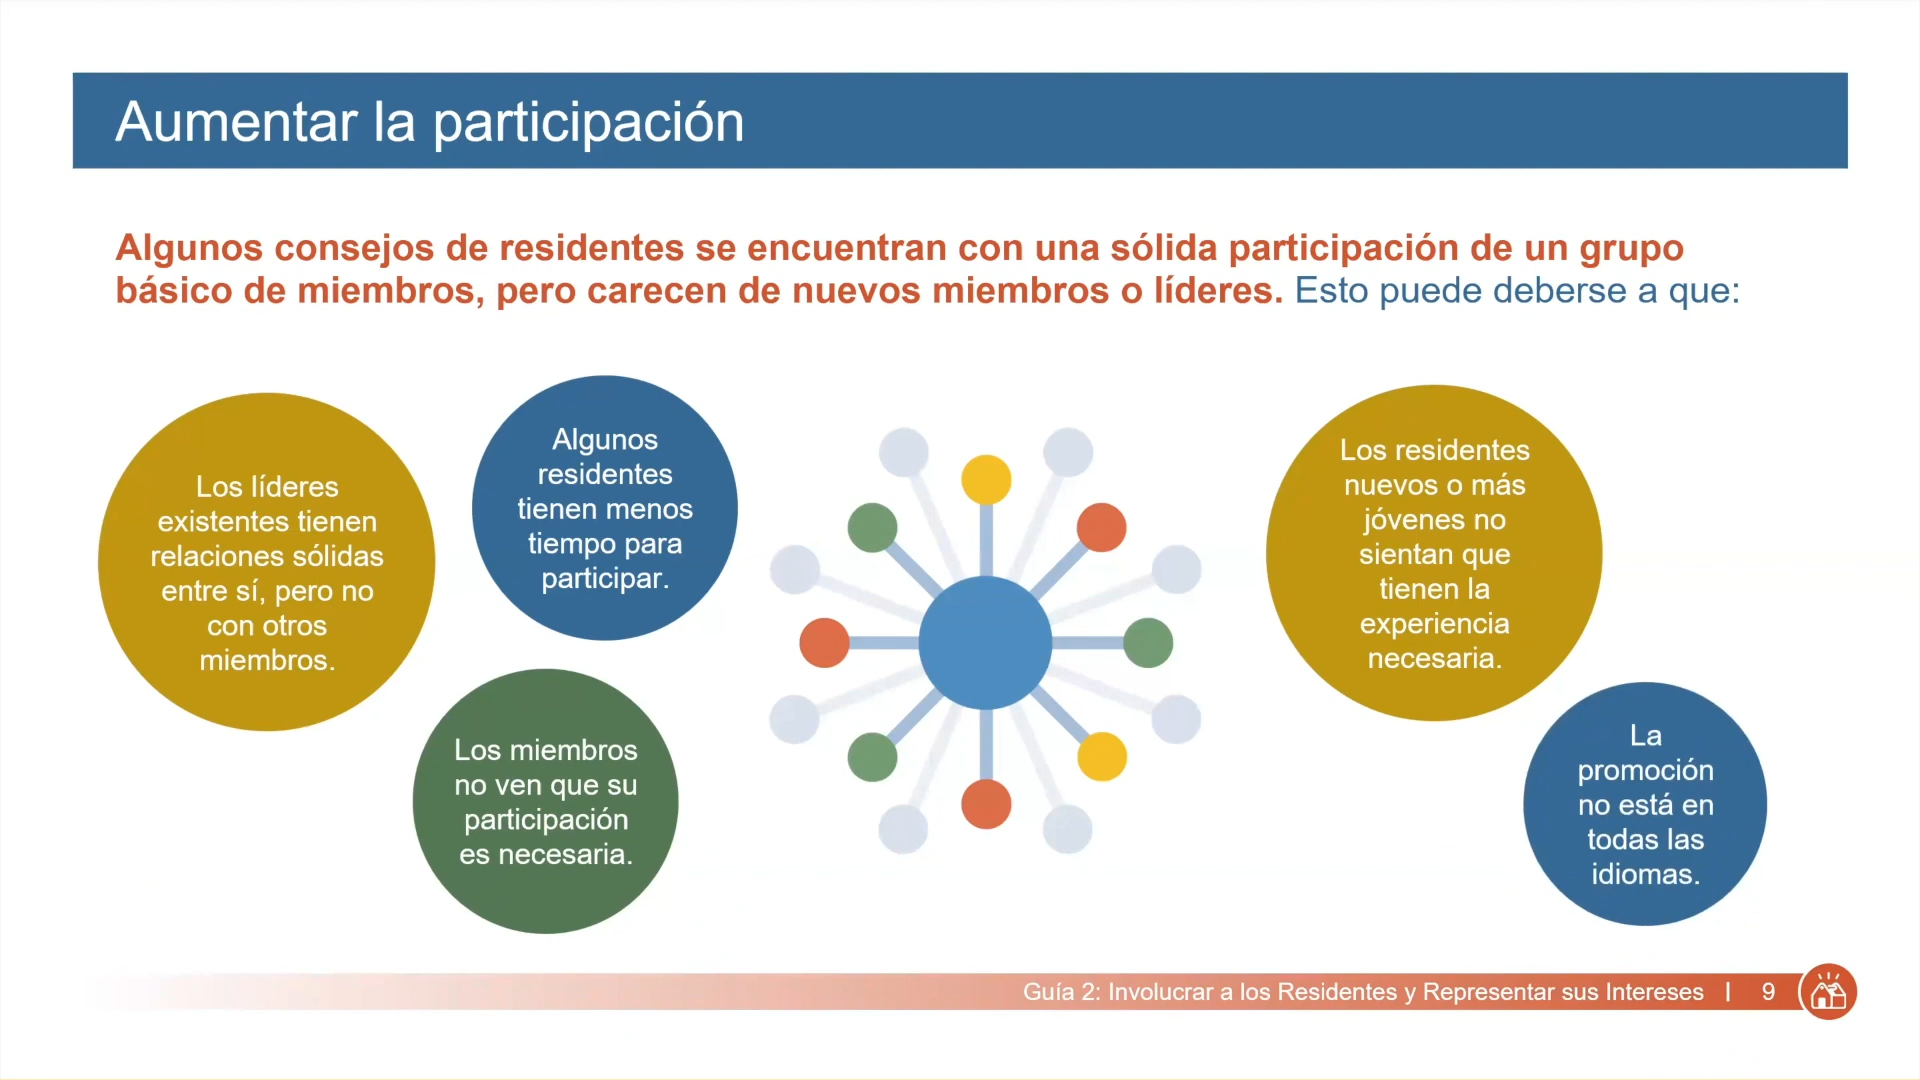 Aumentar la participación
Algunos consejos de residentes se encuentran con una sólida participación de un grupo
básico de miembros, pero carecen de nuevos miembros o líderes. Esto puede deberse a que:
Los líderes
existentes tienen
relaciones sólidas
entre sí, pero no
con otros
miembros.
Algunos
residentes
tienen menos
tiempo para
participar.
Los miembros
no ven que su
participación
es necesaria.
Los residentes
nuevos o más
jóvenes no
sientan que
tienen la
experiencia
necesaria.
La
promoción
no está en
todas las
idiomas.
Guía 2: Involucrar a los Residentes y Representar sus Intereses | 9